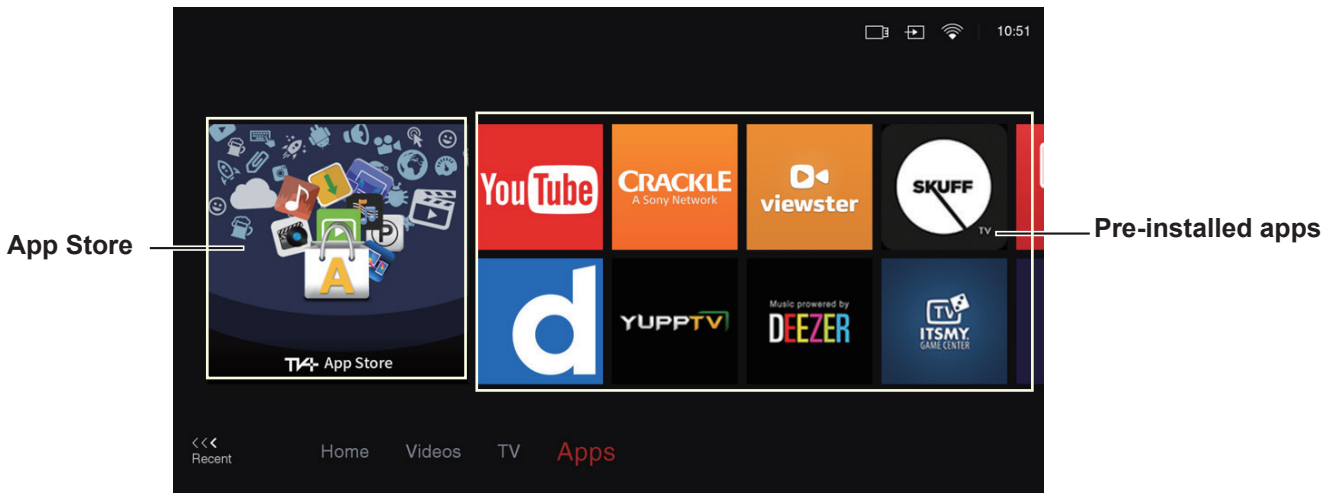 10:51
App Store
Pre-installed apps
YouTube
CRACKLE
A Sony Network
viewster
SKUFF
TV
A
P
TV+ App Store
d
YUPPTV
Music powered by
DEEZER
TV
ITSMY
GAME CENTER
Recent
Home Videos TV Apps